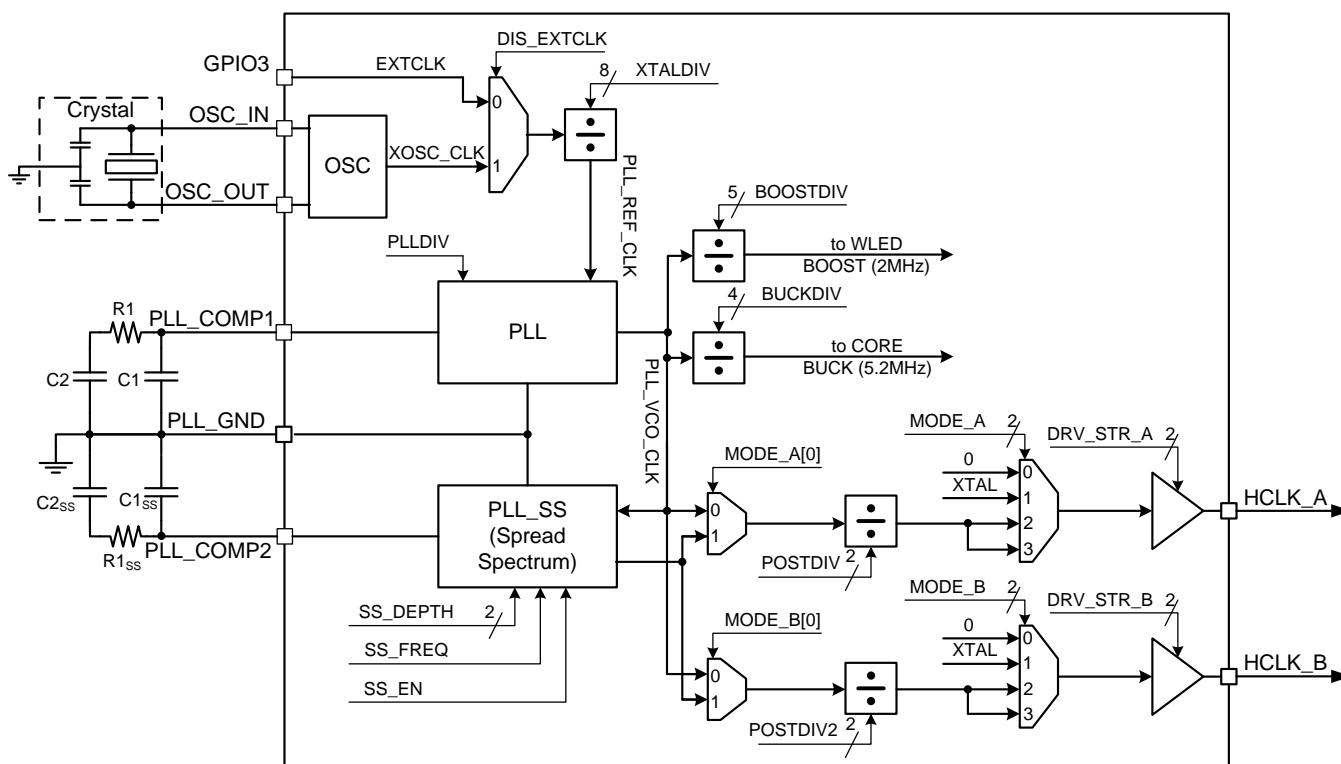 DIS_EXTCLK
GPIO3
EXTCLK
8
XTALDIV
0
Crystal
OSC_IN
OSC
XOSC_CLK
1
OSC_OUT
PLL_REF_CLK
5
BOOSTDIV
to WLED
BOOST (2MHz)
PLLDIV
4
BUCKDIV
R1
PLL_COMP1
PLL
to CORE
BUCK (5.2MHz)
C2
C1
PLL_GND
PLL_VCO_CLK
MODE_A
2
DRV_STR_A
2
0
XTAL
0
1
2
3
MODE_A[0]
0
1
HCLK_A
C2SS
C1SS
PLL_SS
(Spread
Spectrum)
R1SS
PLL_COMP2
POSTDIV
2
SS_DEPTH
2
SS_FREQ
SS_EN
MODE_B
2
DRV_STR_B
2
MODE_B[0]
0
XTAL
0
1
2
3
0
1
HCLK_B
POSTDIV2
2